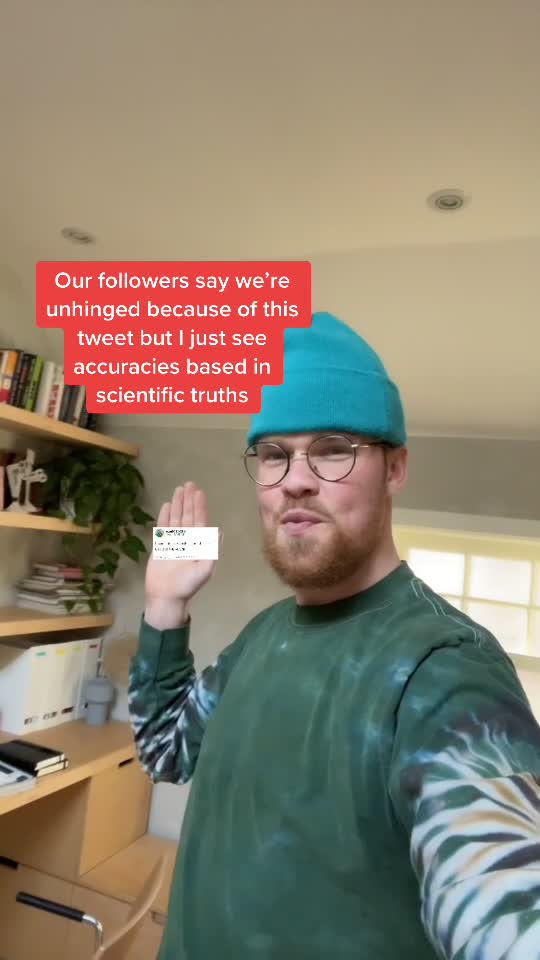 Our followers say we’re
unhinged because of this
tweet but I just see
accuracies based in
scientific truths